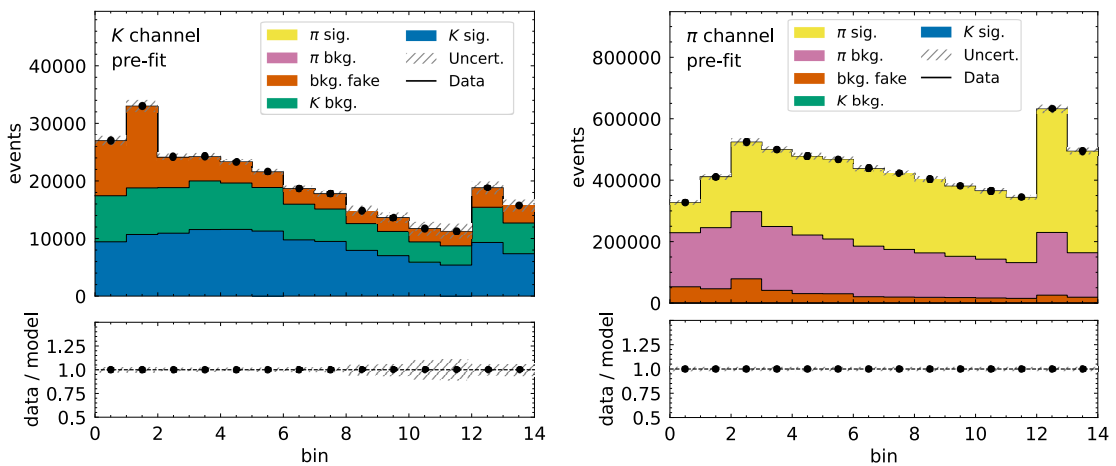 K channel
pre-fit
π sig.
π bkg.
bkg. fake
K bkg.
K sig.
Uncert.
Data
events
40000
30000
20000
10000
0
data / model
1.25
1.0
0.75
0.5
0 2 4 6 8 10 12 14
bin
π channel
pre-fit
π sig.
π bkg.
bkg. fake
K bkg.
K sig.
Uncert.
Data
events
800000
600000
400000
200000
0
data / model
1.25
1.0
0.75
0.5
0 2 4 6 8 10 12 14
bin